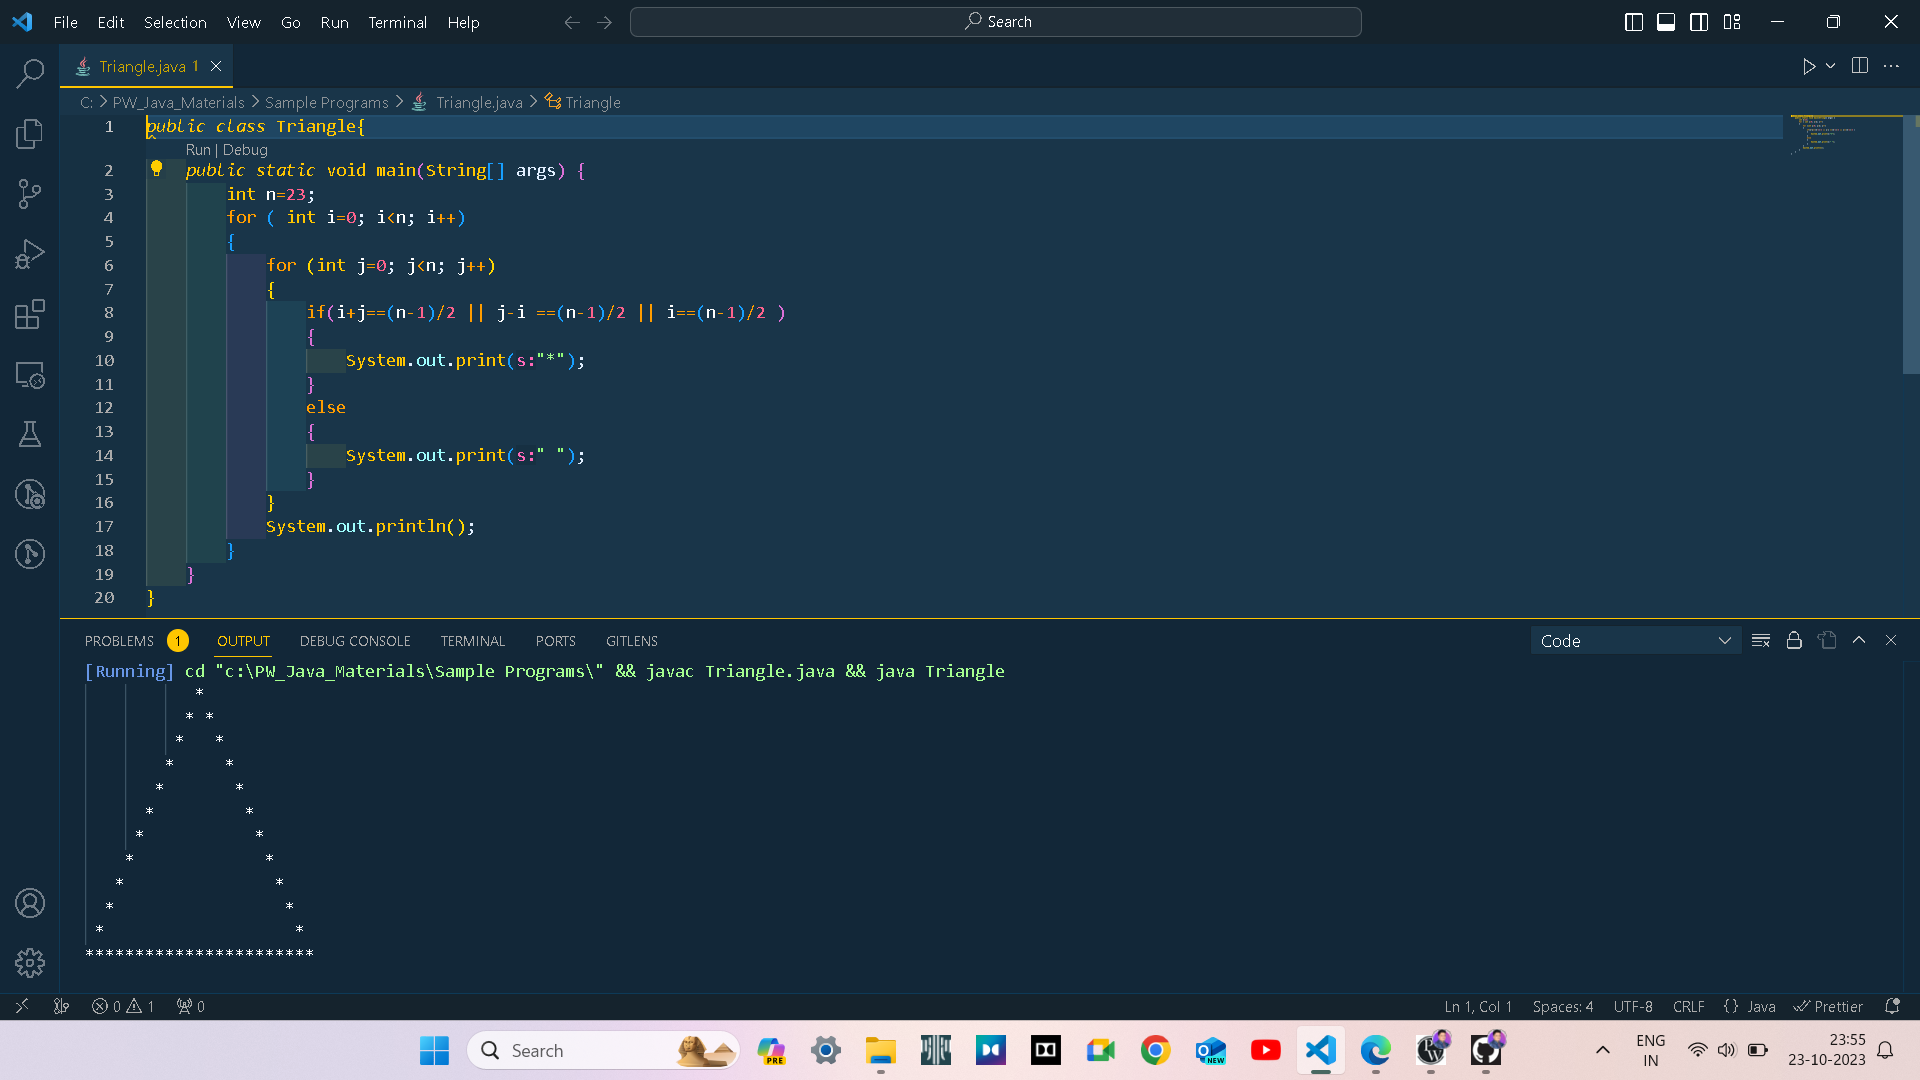 File Edit Selection View Go Run Terminal Help
Search
Triangle.java 1
C: > PW_Java_Materials > Sample Programs > Triangle.java > Triangle
1 public class Triangle{
Run | Debug
2 public static void main(String[] args) {
3 int n=23;
4 for ( int i=0; i<n; i++)
5 {
6 for (int j=0; j<n; j++)
7 {
8 if(i+j==(n-1)/2 || j-i ==(n-1)/2 || i==(n-1)/2 )
9 {
10 System.out.print(s:"*");
11 }
12 else
13 {
14 System.out.print(s:" ");
15 }
16 }
17 System.out.println();
18 }
19 }
20 }
PROBLEMS 1 OUTPUT DEBUG CONSOLE TERMINAL PORTS GITLENS
Code
[Running] cd "c:\PW_Java_Materials\Sample Programs\" && javac Triangle.java && java Triangle
           *
          * *
         *   *
        *     *
       *       *
      *         *
     *           *
    *             *
   *               *
  *                 *
 *                   *
***********************
0 1 0
Ln 1, Col 1 Spaces: 4 UTF-8 CRLF {} Java Prettier
Search
PRE
NEW
ENG
IN
23:55
23-10-2023